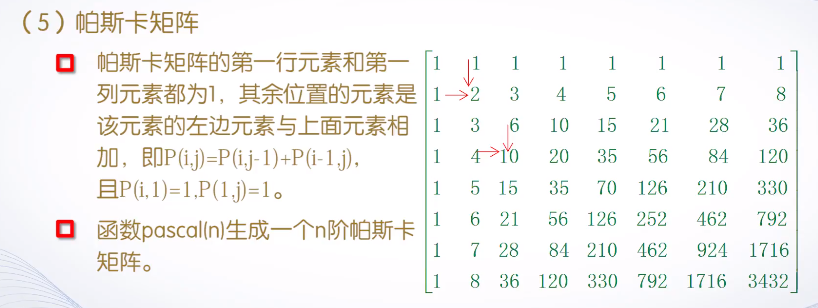 （5）帕斯卡矩阵
帕斯卡矩阵的第一行元素和第一
列元素都为1，其余位置的元素是
该元素的左边元素与上面元素相
加，即P(i,j)=P(i,j-1)+P(i-1,j)，
且P(i,1)=1,P(1,j)=1。
函数pascal(n)生成一个n阶帕斯卡
矩阵。
1 1 1 1 1 1 1 1
1 2 3 4 5 6 7 8
1 3 6 10 15 21 28 36
1 4 10 20 35 56 84 120
1 5 15 35 70 126 210 330
1 6 21 56 126 252 462 792
1 7 28 84 210 462 924 1716
1 8 36 120 330 792 1716 3432